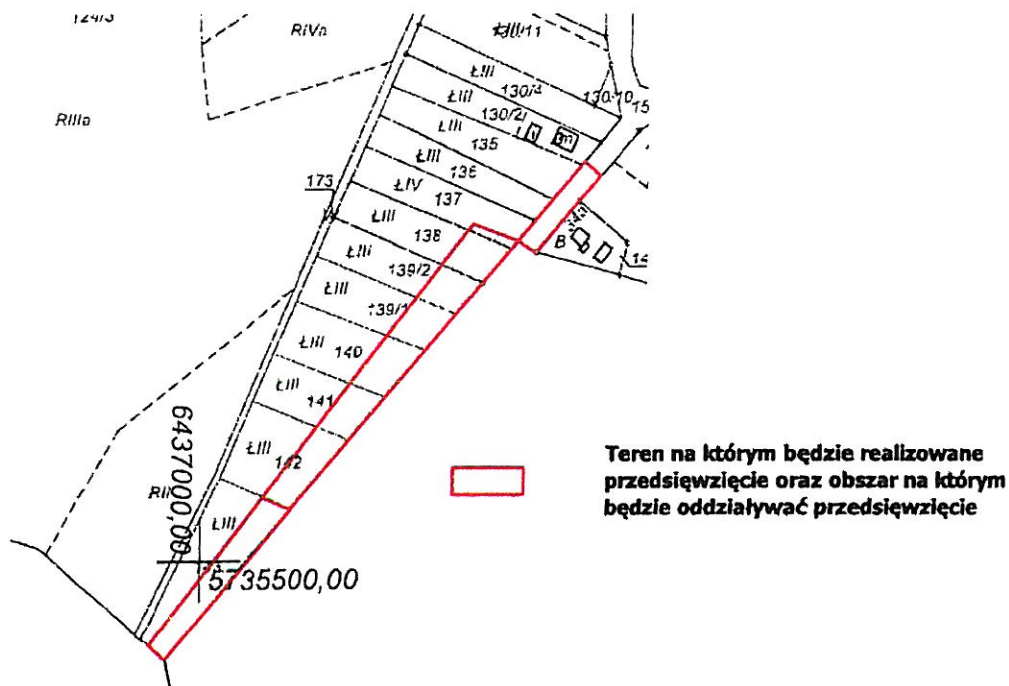 124/3
RIVa
RIIIa
ŁIII
130/4
130/10
ŁIII
130/2
ŁIII
135
ŁIII
136
173
ŁIV
137
W
ŁIII
138
B
ŁIII
139/2
ŁIII
139/1
ŁIII
140
ŁIII
141
ŁIII
142
ŁIII
6437000,00
5735500,00
Teren na którym będzie realizowane
przedsięwzięcie oraz obszar na którym
będzie oddziaływać przedsięwzięcie